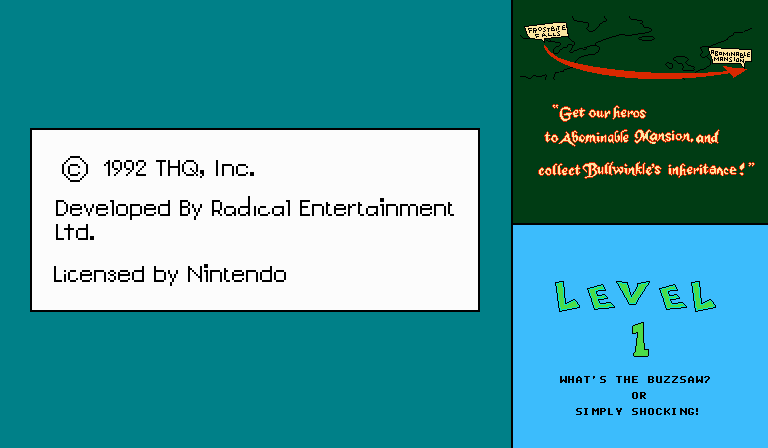 © 1992 THQ, Inc.
Developed By Radical Entertainment
Ltd.
Licensed by Nintendo
FROSTBITE
FALLS
ABOMINABLE
MANSION
"Get our heros
to Abominable Mansion, and
collect Bullwinkle's inheritance!"
LEVEL
1
WHAT'S THE BUZZSAW?
OR
SIMPLY SHOCKING!